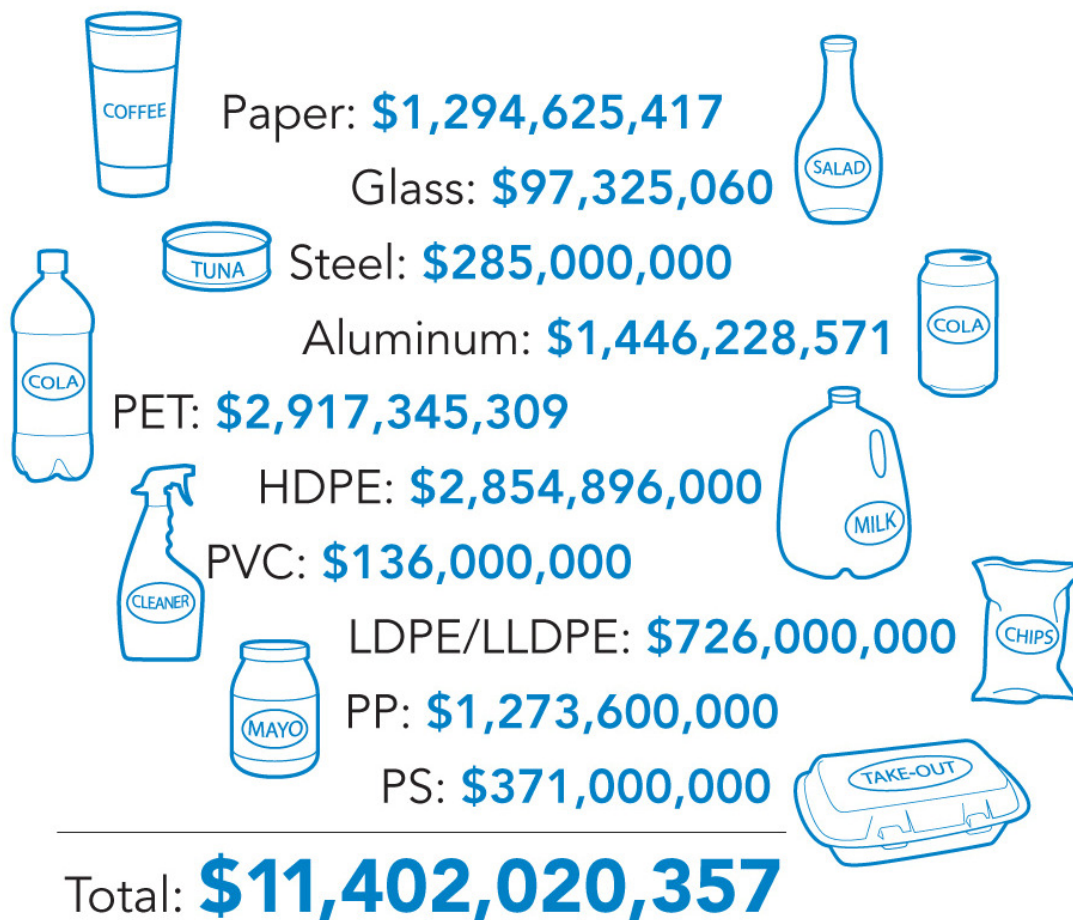 COFFEE
Paper: $1,294,625,417
SALAD
Glass: $97,325,060
TUNA
Steel: $285,000,000
COLA
Aluminum: $1,446,228,571
COLA
PET: $2,917,345,309
HDPE: $2,854,896,000
MILK
PVC: $136,000,000
CLEANER
LDPE/LLDPE: $726,000,000
CHIPS
PP: $1,273,600,000
MAYO
PS: $371,000,000
TAKE-OUT
Total: $11,402,020,357